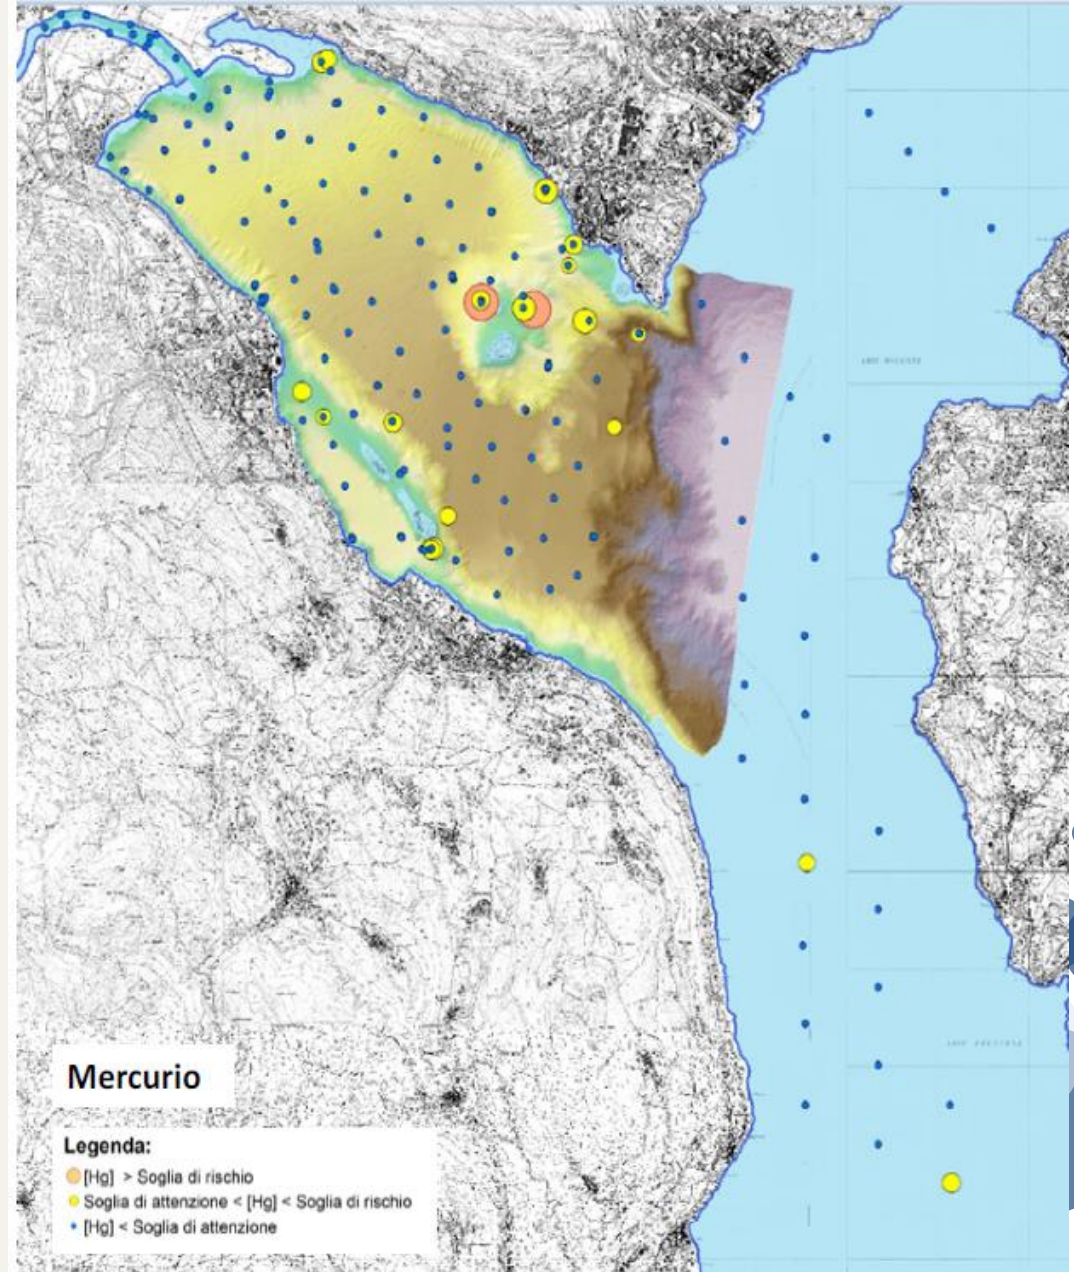 Mercurio
Legenda:
[Hg] > Soglia di rischio
Soglia di attenzione < [Hg] < Soglia di rischio
[Hg] < Soglia di attenzione